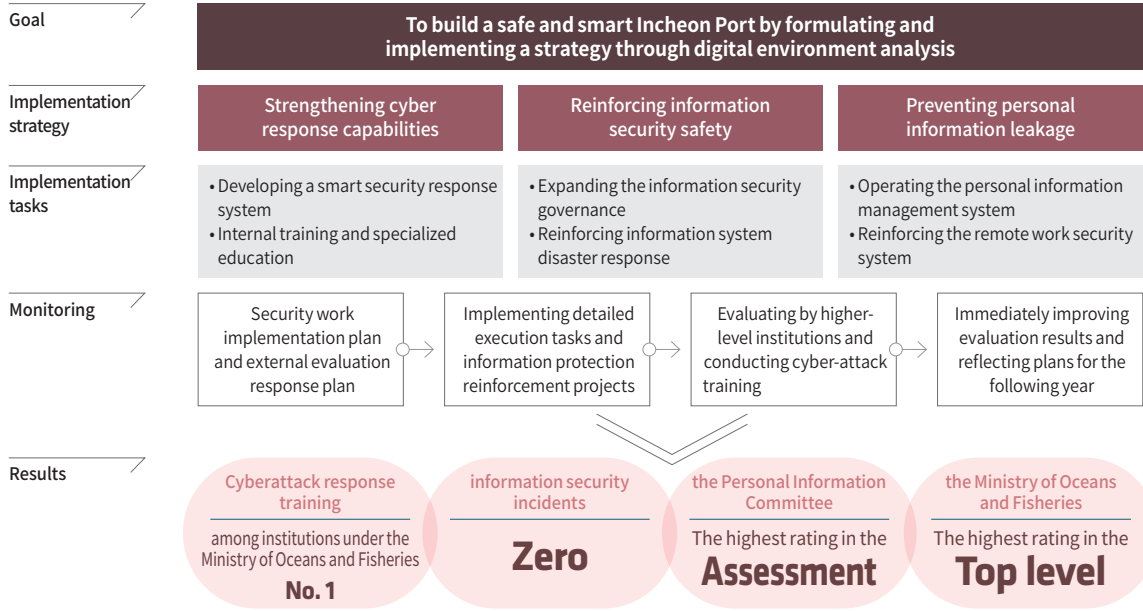 Goal
To build a safe and smart Incheon Port by formulating and
implementing a strategy through digital environment analysis
Implementation
strategy
Strengthening cyber
response capabilities
Reinforcing information
security safety
Preventing personal
information leakage
Implementation
tasks
• Developing a smart security response
system
• Internal training and specialized
education
• Expanding the information security
governance
• Reinforcing information system
disaster response
• Operating the personal information
management system
• Reinforcing the remote work security
system
Monitoring
Security work
implementation plan
and external evaluation
response plan
Implementing detailed
execution tasks and
information protection
reinforcement projects
Evaluating by higher-
level institutions and
conducting cyber-attack
training
Immediately improving
evaluation results and
reflecting plans for the
following year
Results
Cyberattack response
training
among institutions under the
Ministry of Oceans and Fisheries
No. 1
information security
incidents
Zero
the Personal Information
Committee
The highest rating in the
Assessment
the Ministry of Oceans
and Fisheries
The highest rating in the
Top level